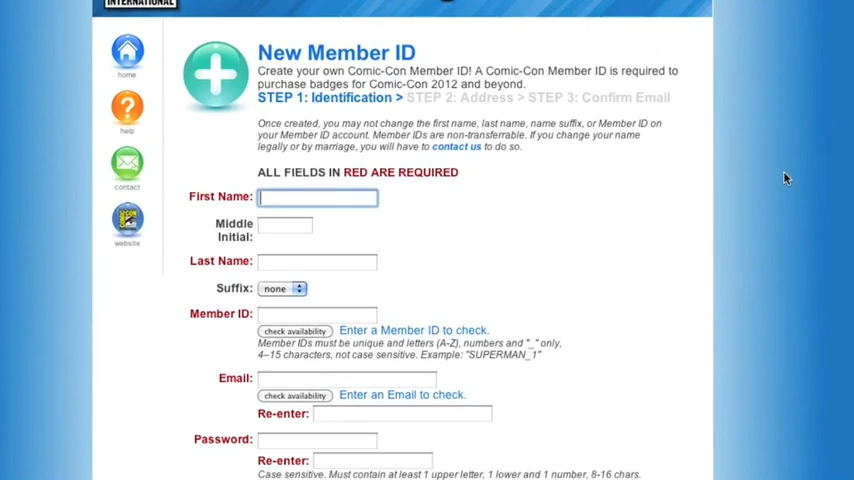 INTERNATIONAL
home
help
contact
COMIC CON
website
New Member ID
Create your own Comic-Con Member ID! A Comic-Con Member ID is required to
purchase badges for Comic-Con 2012 and beyond.
STEP 1: Identification > STEP 2: Address > STEP 3: Confirm Email
Once created, you may not change the first name, last name, name suffix, or Member ID on
your Member ID account. Member IDs are non-transferrable. If you change your name
legally or by marriage, you will have to contact us to do so.
ALL FIELDS IN RED ARE REQUIRED
First Name:
Middle
Initial:
Last Name:
Suffix: none
Member ID:
check availability Enter a Member ID to check.
Member IDs must be unique and letters (A-Z), numbers and "_" only,
4–15 characters, not case sensitive. Example: "SUPERMAN_1"
Email:
check availability Enter an Email to check.
Re-enter:
Password:
Re-enter:
Case sensitive. Must contain at least 1 upper letter, 1 lower and 1 number, 8-16 chars.